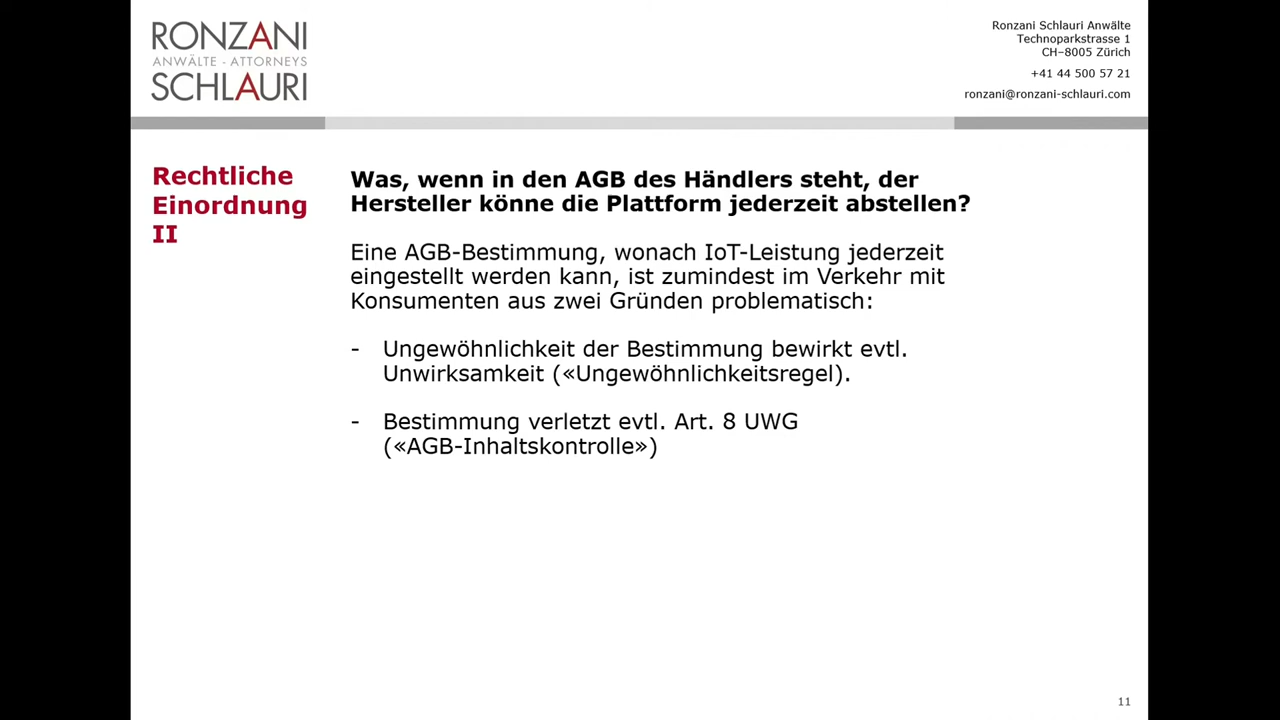 RONZANI
ANWÄLTE - ATTORNEYS
SCHLAURI
Ronzani Schlauri Anwälte
Technoparkstrasse 1
CH–8005 Zürich
+41 44 500 57 21
ronzani@ronzani-schlauri.com
Rechtliche
Einordnung
II
Was, wenn in den AGB des Händlers steht, der
Hersteller könne die Plattform jederzeit abstellen?
Eine AGB-Bestimmung, wonach IoT-Leistung jederzeit
eingestellt werden kann, ist zumindest im Verkehr mit
Konsumenten aus zwei Gründen problematisch:
- Ungewöhnlichkeit der Bestimmung bewirkt evtl.
Unwirksamkeit («Ungewöhnlichkeitsregel).
- Bestimmung verletzt evtl. Art. 8 UWG
(«AGB-Inhaltskontrolle»)
11